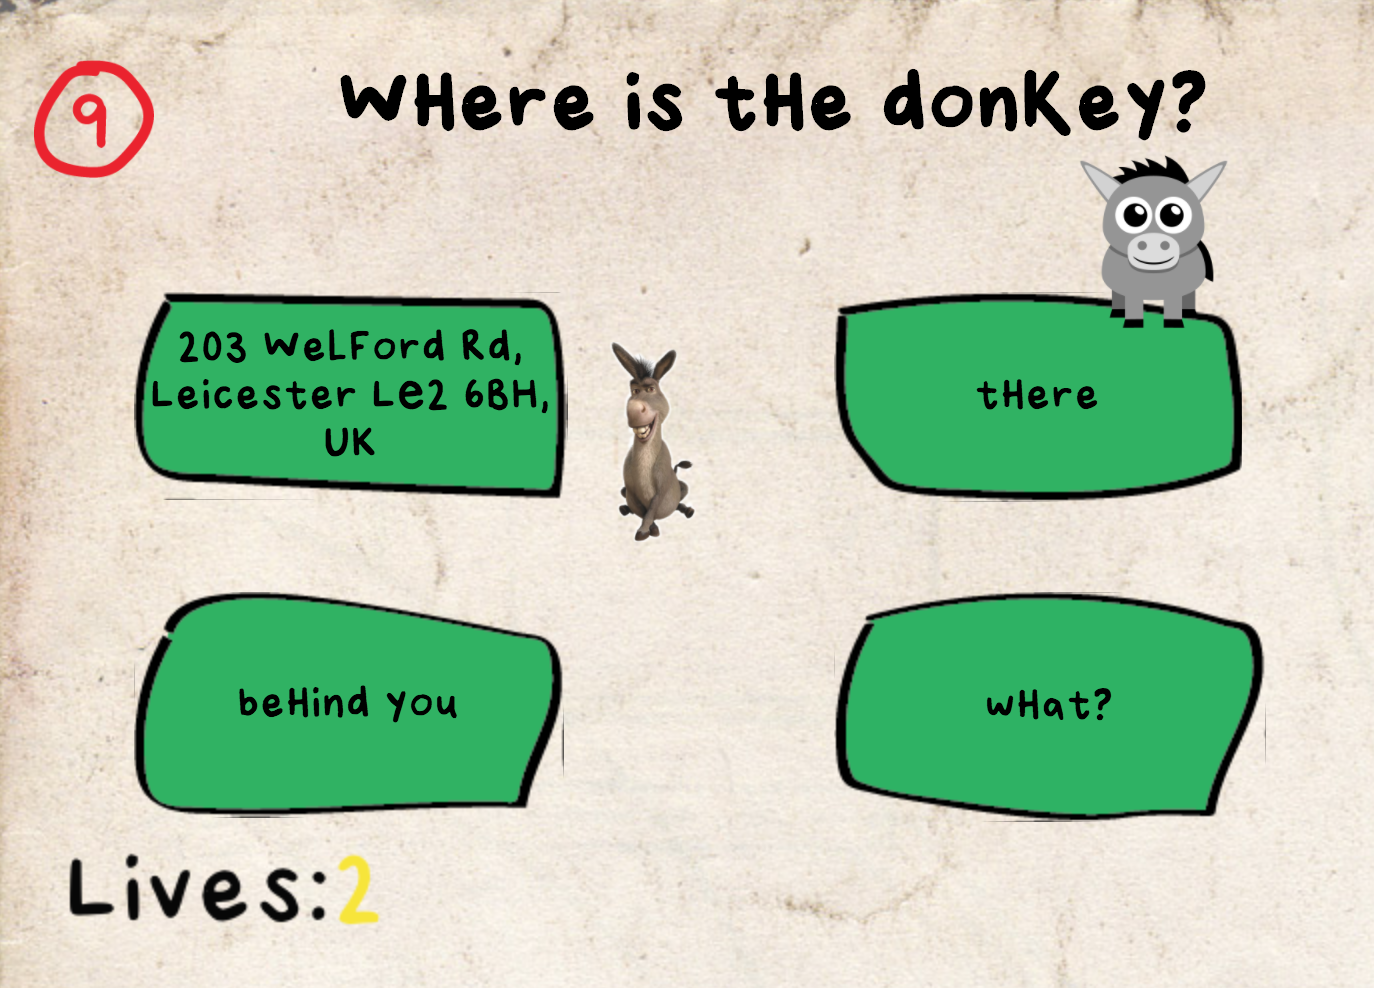 9
Where is the donkey?
203 Welford Rd,
Leicester Le2 6BH,
UK
there
behind you
what?
Lives:2